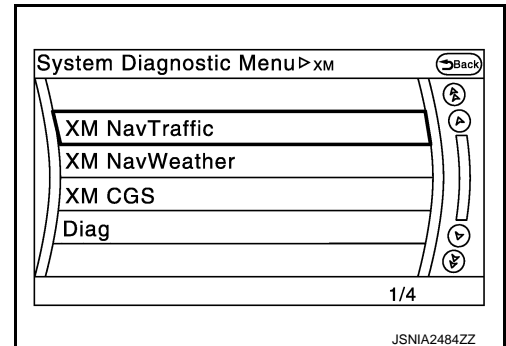 System Diagnostic Menu▷XM
Back
XM NavTraffic
XM NavWeather
XM CGS
Diag
1/4
JSNIA2484ZZ